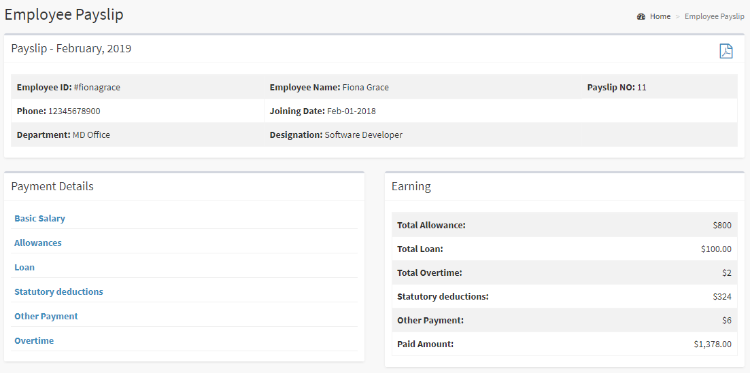 Employee Payslip
Home > Employee Payslip
Payslip - February, 2019
Employee ID: #fionagrace Employee Name: Fiona Grace Payslip NO: 11
Phone: 12345678900 Joining Date: Feb-01-2018
Department: MD Office Designation: Software Developer
Payment Details
Basic Salary
Allowances
Loan
Statutory deductions
Other Payment
Overtime
Earning
Total Allowance: $800
Total Loan: $100.00
Total Overtime: $2
Statutory deductions: $324
Other Payment: $6
Paid Amount: $1,378.00